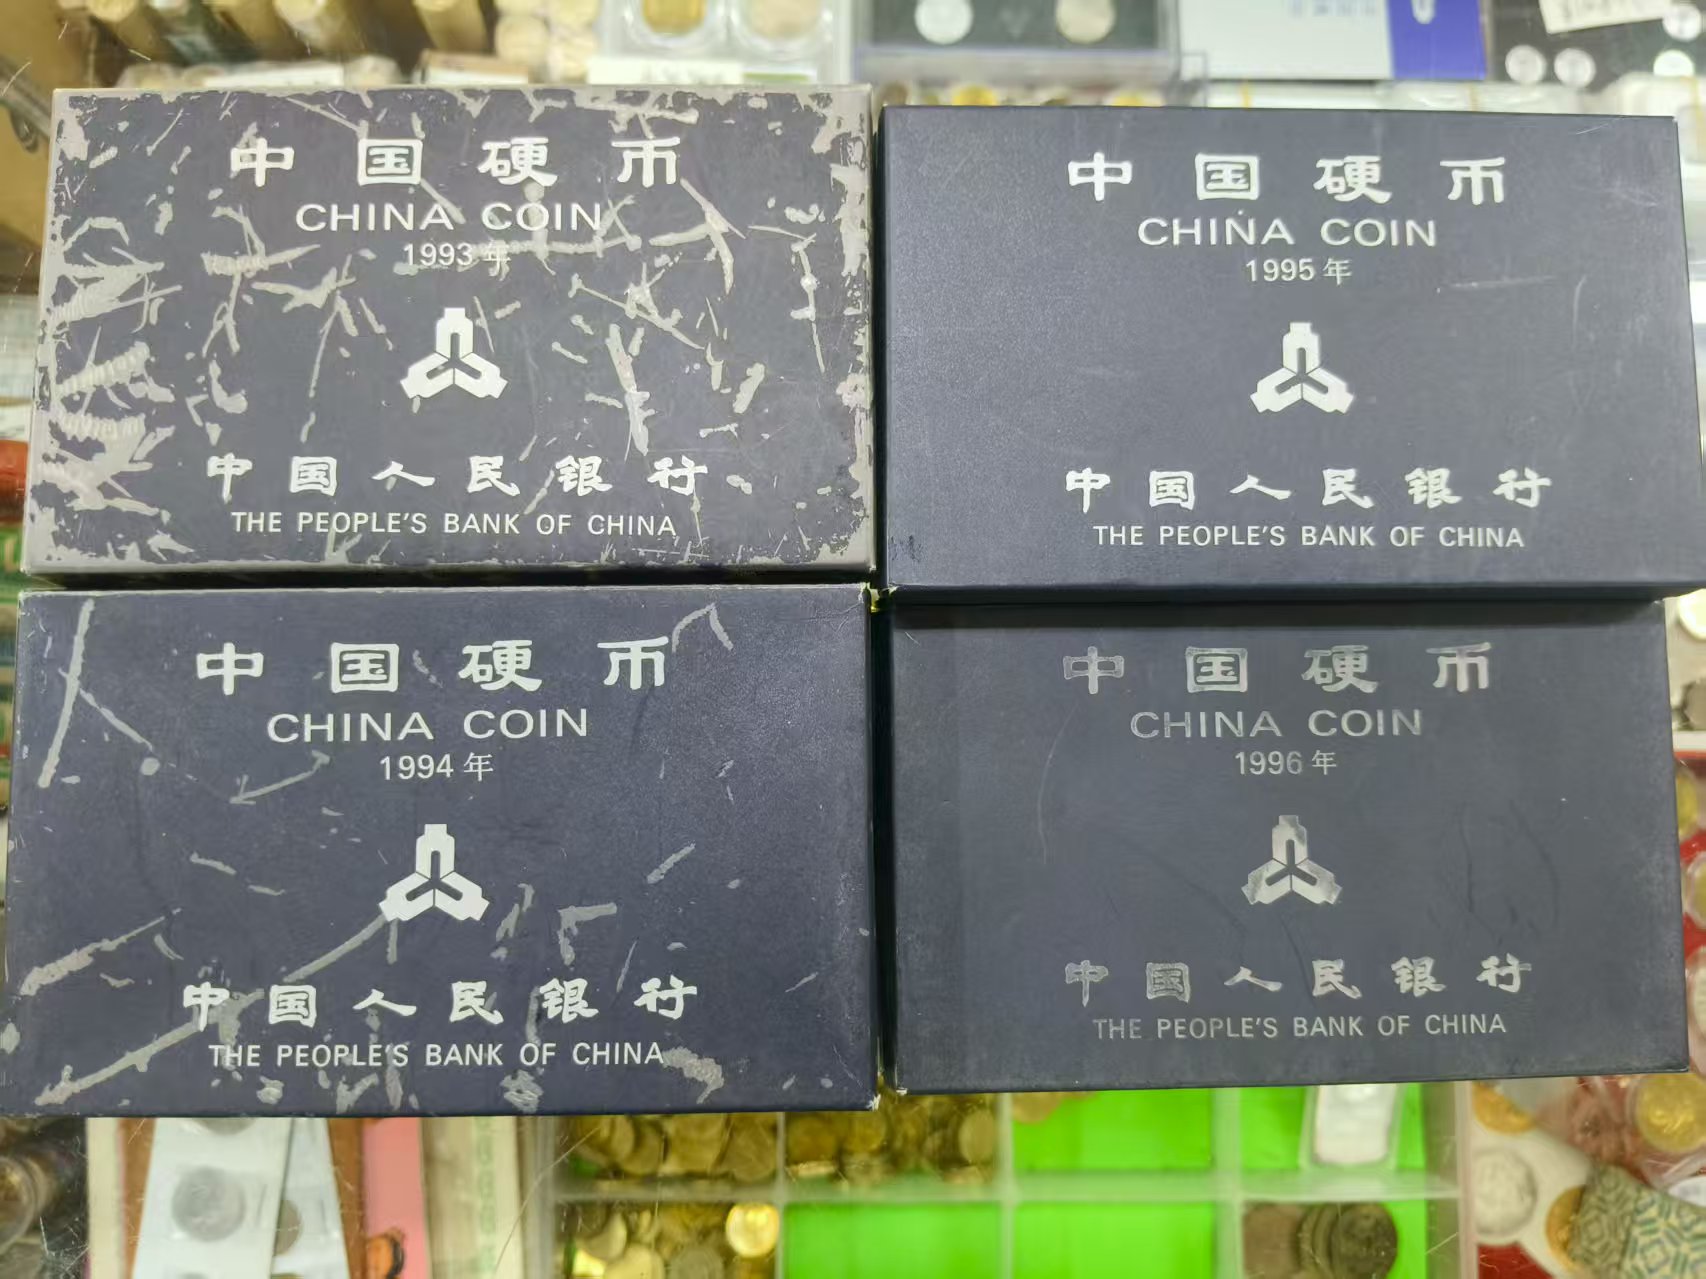 中国硬币
CHINA COIN
1993年
中国人民银行
THE PEOPLE'S BANK OF CHINA
中国硬币
CHINA COIN
1995年
中国人民银行
THE PEOPLE'S BANK OF CHINA
中国硬币
CHINA COIN
1994年
中国人民银行
THE PEOPLE'S BANK OF CHINA
中国硬币
CHINA COIN
1996年
中国人民银行
THE PEOPLE'S BANK OF CHINA